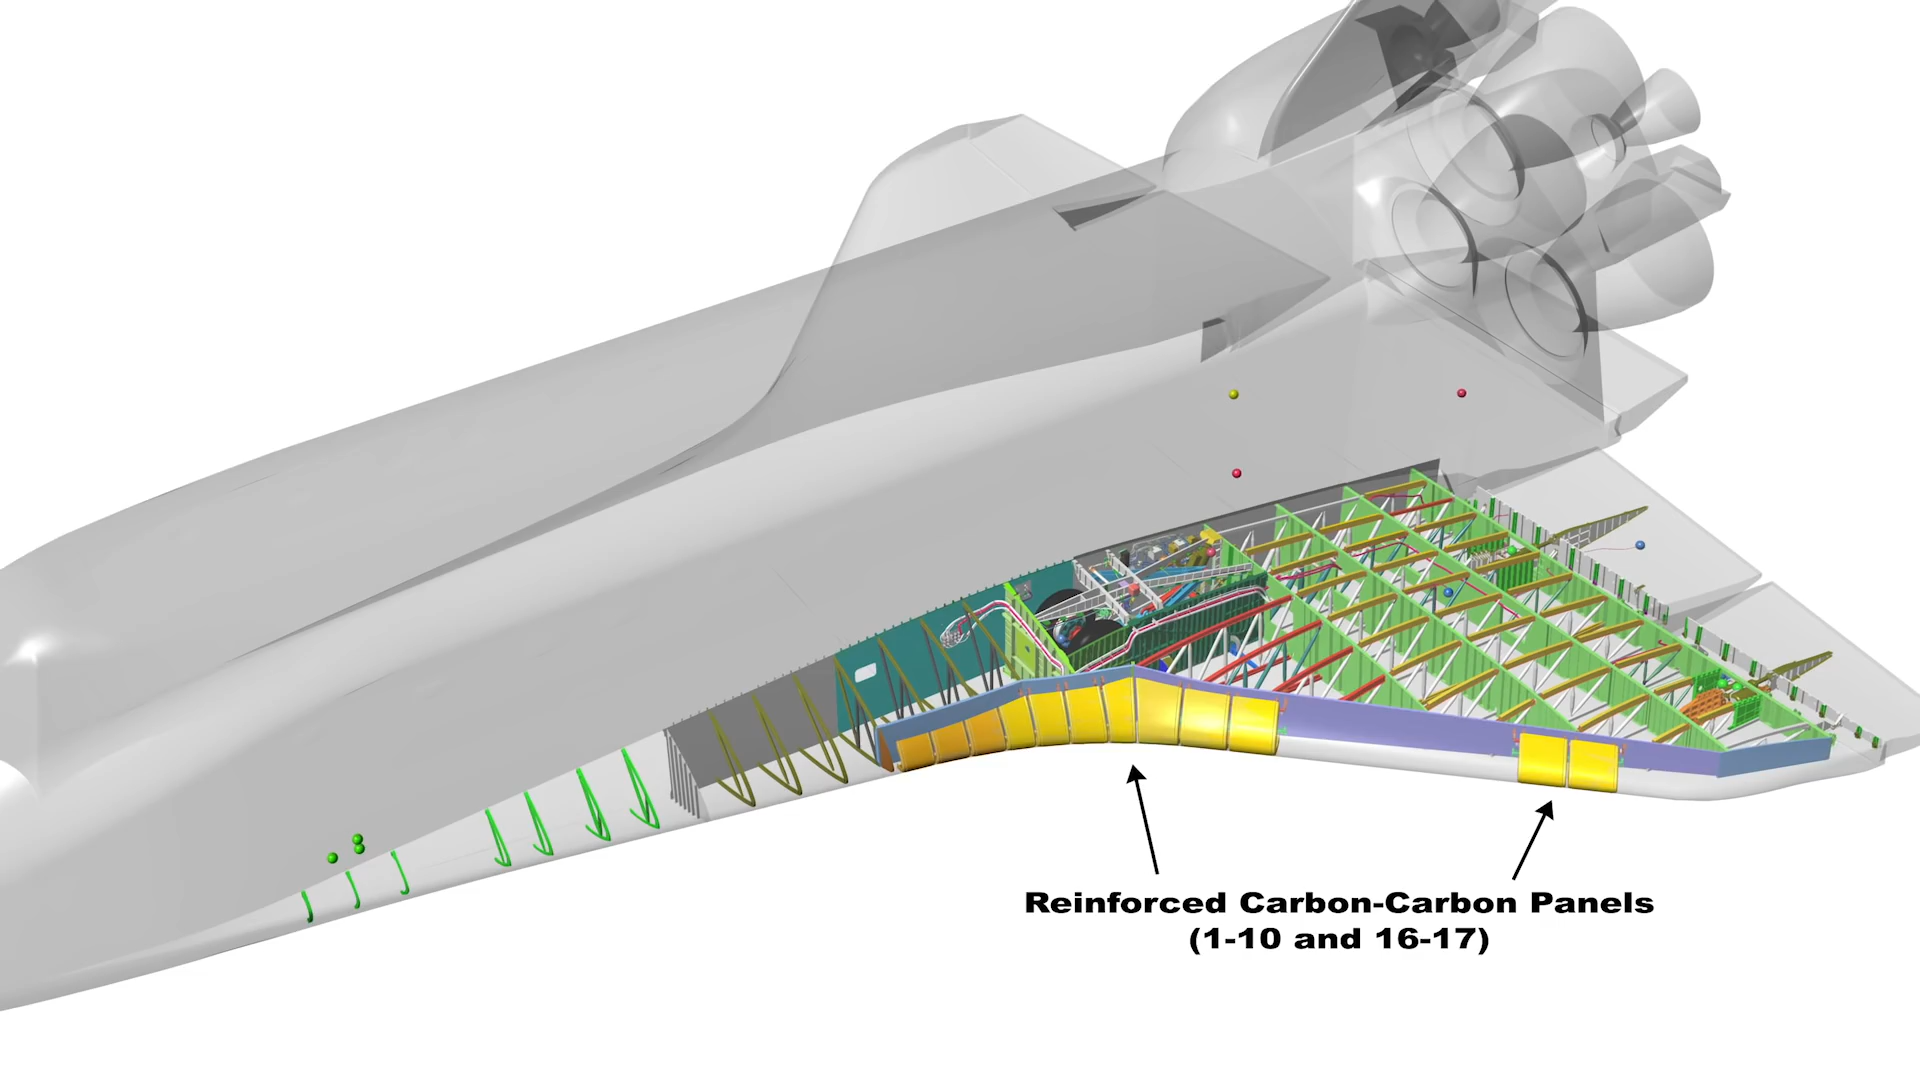 Reinforced Carbon-Carbon Panels
(1-10 and 16-17)